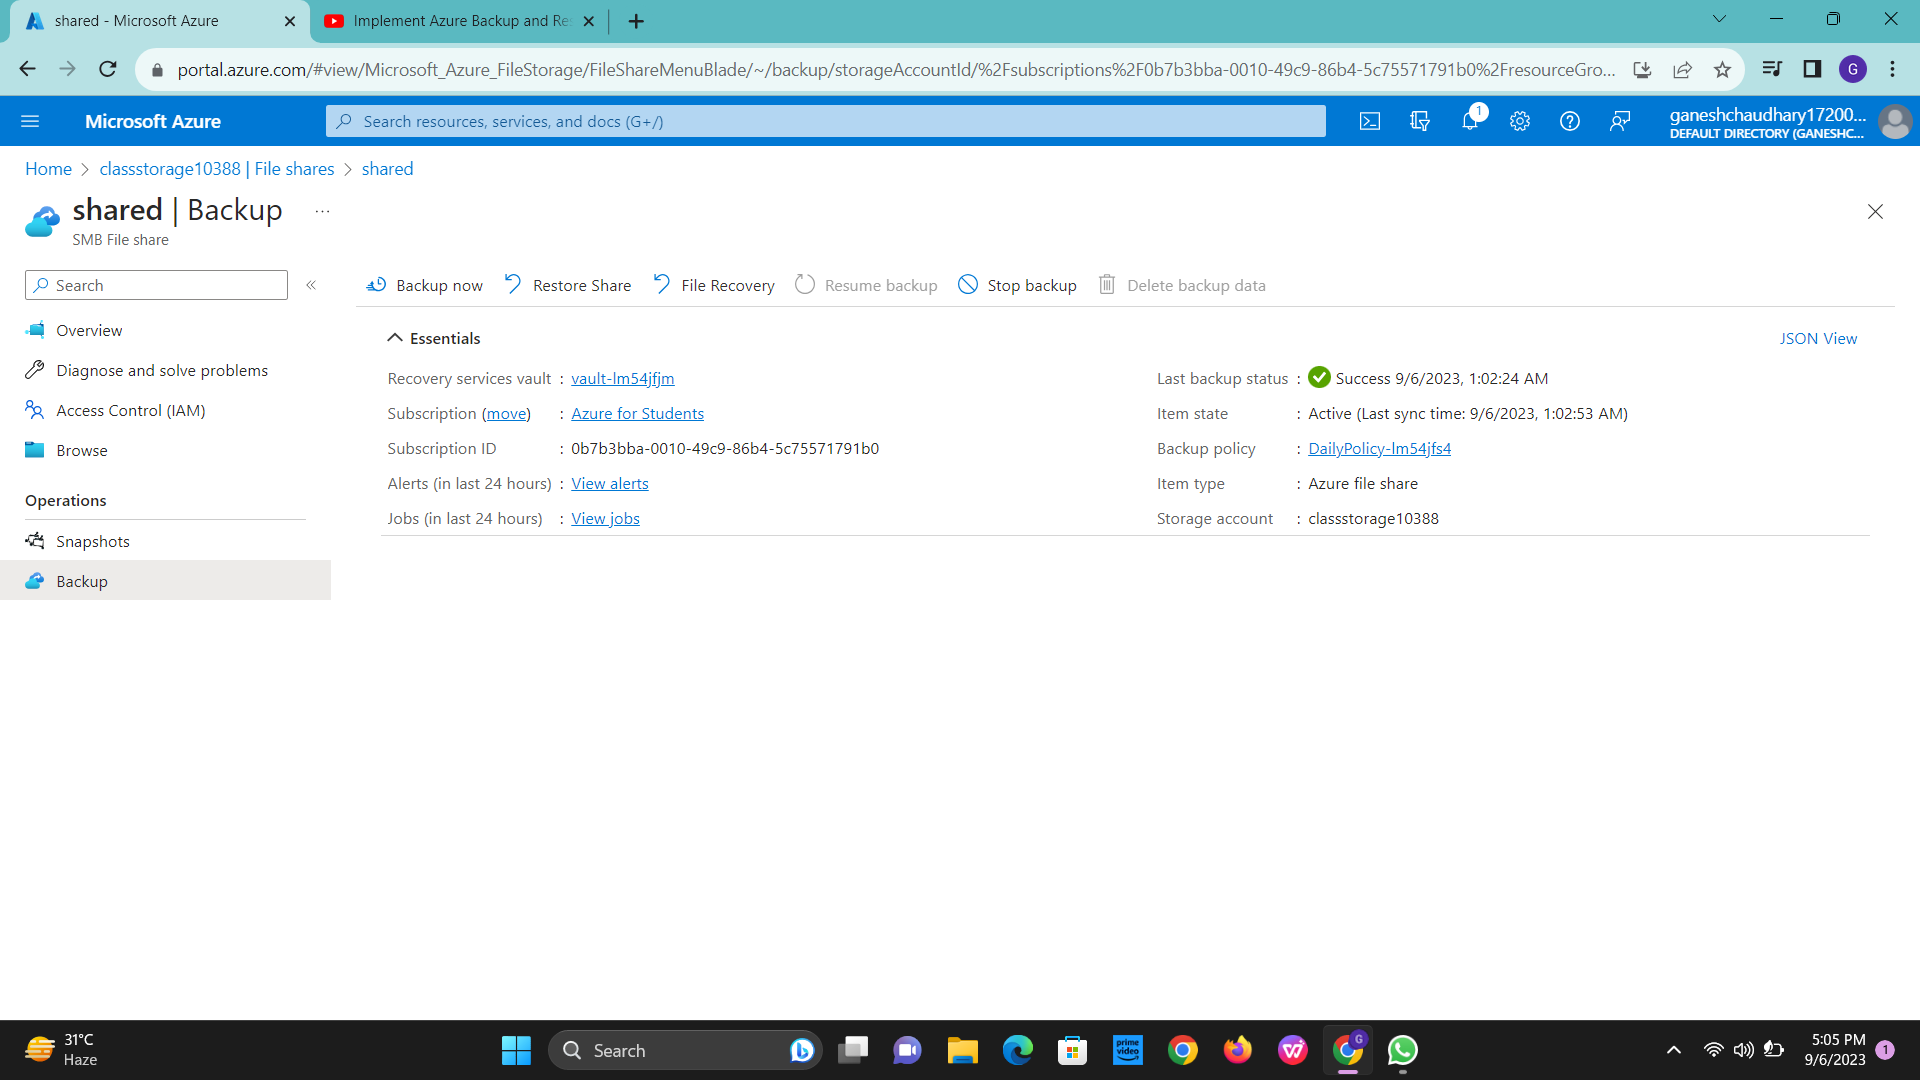 shared - Microsoft Azure
Implement Azure Backup and Re
portal.azure.com/#view/Microsoft_Azure_FileStorage/FileShareMenuBlade/~/backup/storageAccountId/%2Fsubscriptions%2F0b7b3bba-0010-49c9-86b4-5c75571791b0%2FresourceGro...
G
Microsoft Azure
Search resources, services, and docs (G+/)
1
ganeshchaudhary17200...
DEFAULT DIRECTORY (GANESHC...
Home > classstorage10388 | File shares > shared
shared | Backup ...
SMB File share
Search
«
Overview
Diagnose and solve problems
Access Control (IAM)
Browse
Operations
Snapshots
Backup
Backup now Restore Share File Recovery Resume backup Stop backup Delete backup data
Essentials
JSON View
Recovery services vault : vault-lm54jfjm
Subscription (move) : Azure for Students
Subscription ID : 0b7b3bba-0010-49c9-86b4-5c75571791b0
Alerts (in last 24 hours) : View alerts
Jobs (in last 24 hours) : View jobs
Last backup status : Success 9/6/2023, 1:02:24 AM
Item state : Active (Last sync time: 9/6/2023, 1:02:53 AM)
Backup policy : DailyPolicy-lm54jfs4
Item type : Azure file share
Storage account : classstorage10388
31°C
Haze
Search
prime video
G
5:05 PM
9/6/2023
1